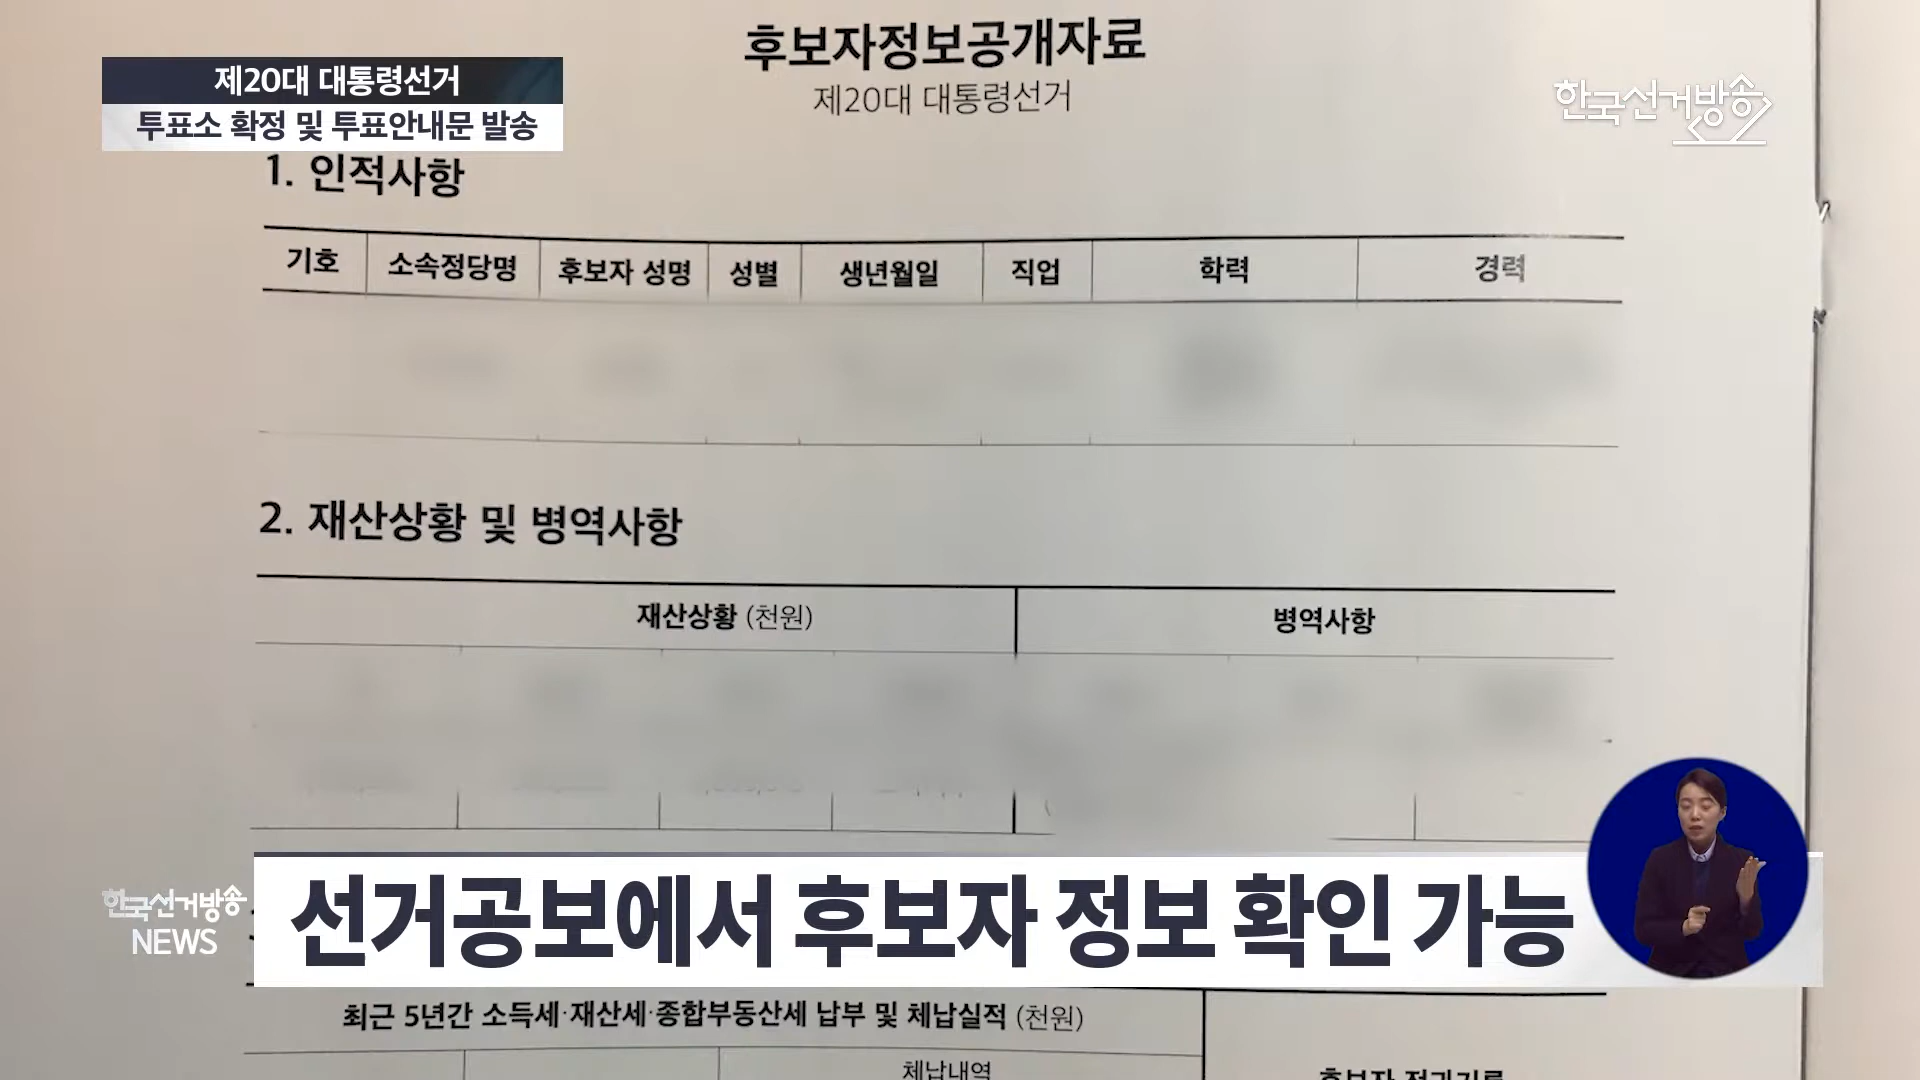 후보자정보공개자료
제20대 대통령선거
제20대 대통령선거
투표소 확정 및 투표안내문 발송
한국선거방송
1. 인적사항
기호 소속정당명 후보자 성명 성별 생년월일 직업 학력 경력
2. 재산상황 및 병역사항
재산상황 (천원) 병역사항
한국선거방송
NEWS
선거공보에서 후보자 정보 확인 가능
최근 5년간 소득세·재산세·종합부동산세 납부 및 체납실적 (천원)
체납내역
후보자 전과기록